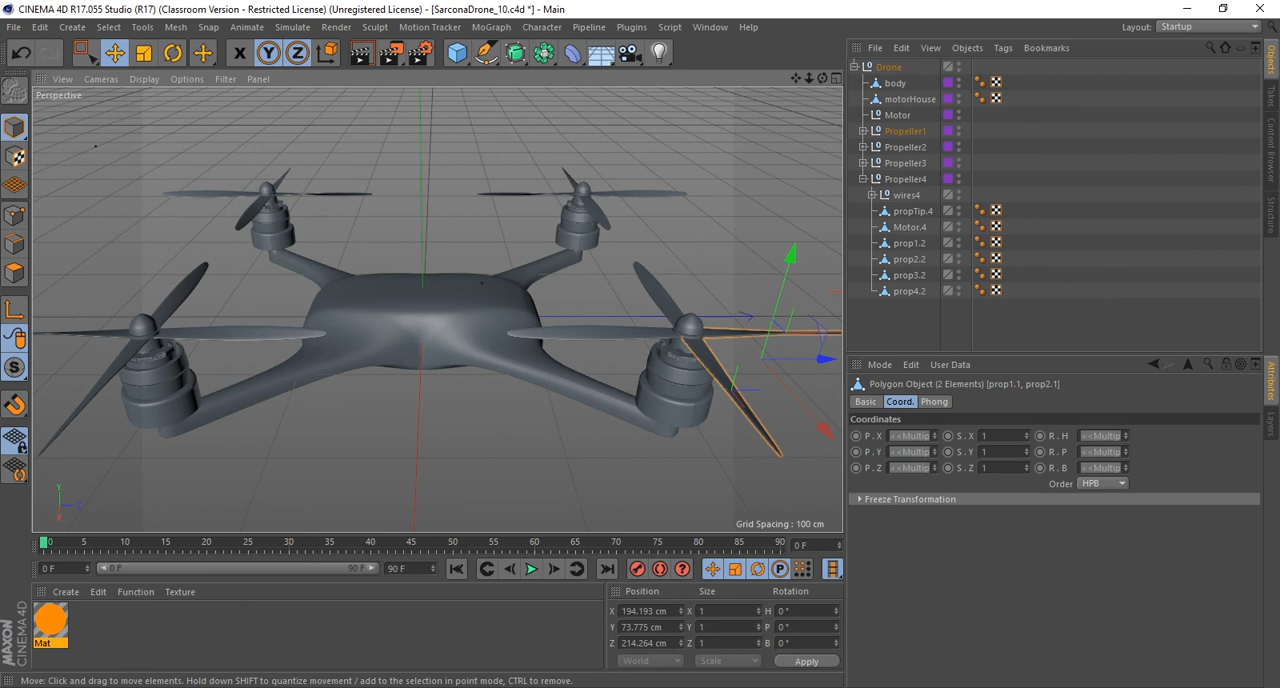 CINEMA 4D R17.055 Studio (R17) (Classroom Version - Restricted License) (Unregistered License) - [SarconaDrone_10.c4d *] - Main
File Edit Create Select Tools Mesh Snap Animate Simulate Render Sculpt Motion Tracker MoGraph Character Pipeline Plugins Script Window Help
Layout: Startup
X Y Z
View Cameras Display Options Filter Panel
Perspective
Grid Spacing : 100 cm
File Edit View Objects Tags Bookmarks
Drone
body
motorHouse
Motor
Propeller1
Propeller2
Propeller3
Propeller4
wires4
propTip.4
Motor.4
prop1.2
prop2.2
prop3.2
prop4.2
Objects
Takes
Content Browser
Structure
Mode Edit User Data
Polygon Object (2 Elements) [prop1.1, prop2.1]
Basic Coord. Phong
Coordinates
P . X <<Multip S . X 1 R . H <<Multip
P . Y <<Multip S . Y 1 R . P <<Multip
P . Z <<Multip S . Z 1 R . B <<Multip
Order HPB
Freeze Transformation
Attributes
Layers
0 5 10 15 20 25 30 35 40 45 50 55 60 65 70 75 80 85 90 0 F
0 F 0 F 90 F 90 F
Create Edit Function Texture
Mat
Position Size Rotation
X 194.193 cm X 1 H 0 °
Y 73.775 cm Y 1 P 0 °
Z 214.264 cm Z 1 B 0 °
World Scale Apply
MAXON CINEMA 4D
Move: Click and drag to move elements. Hold down SHIFT to quantize movement / add to the selection in point mode, CTRL to remove.